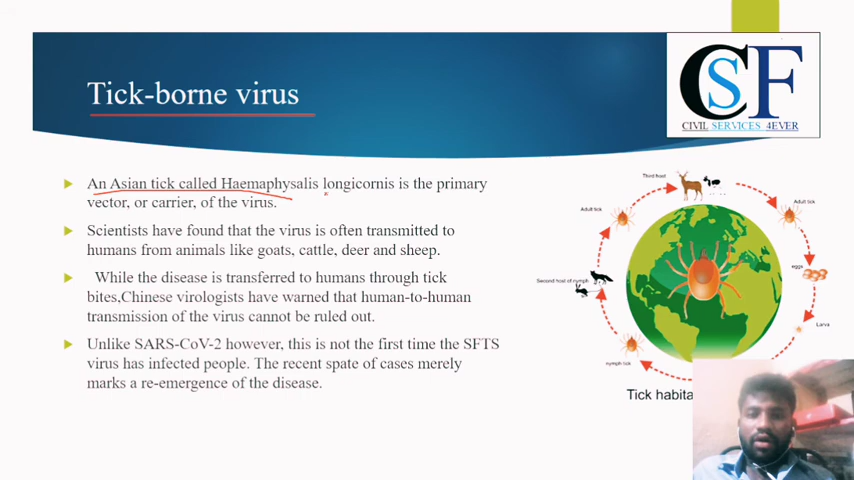 Tick-borne virus
CSF
CIVIL SERVICES 4EVER
An Asian tick called Haemaphysalis longicornis is the primary
vector, or carrier, of the virus.
Scientists have found that the virus is often transmitted to
humans from animals like goats, cattle, deer and sheep.
While the disease is transferred to humans through tick
bites,Chinese virologists have warned that human-to-human
transmission of the virus cannot be ruled out.
Unlike SARS-CoV-2 however, this is not the first time the SFTS
virus has infected people. The recent spate of cases merely
marks a re-emergence of the disease.
Third host
Adult tick
Adult tick
eggs
Second host of nymph
Larva
nymph tick
Tick habita